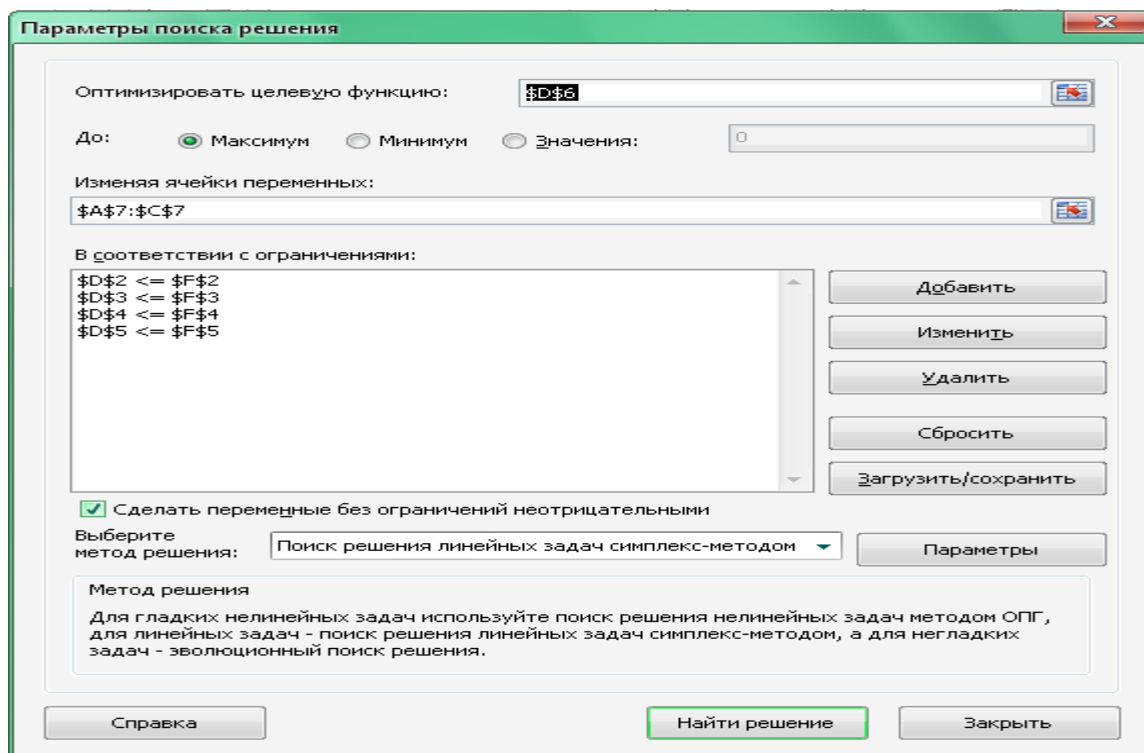 Параметры поиска решения
Оптимизировать целевую функцию: $D$6
До: Максимум Минимум Значения: 0
Изменяя ячейки переменных:
$A$7:$C$7
В соответствии с ограничениями:
$D$2 <= $F$2
$D$3 <= $F$3
$D$4 <= $F$4
$D$5 <= $F$5
Добавить
Изменить
Удалить
Сбросить
Загрузить/сохранить
Сделать переменные без ограничений неотрицательными
Выберите
метод решения: Поиск решения линейных задач симплекс-методом Параметры
Метод решения
Для гладких нелинейных задач используйте поиск решения нелинейных задач методом ОПГ,
для линейных задач - поиск решения линейных задач симплекс-методом, а для негладких
задач - эволюционный поиск решения.
Справка Найти решение Закрыть